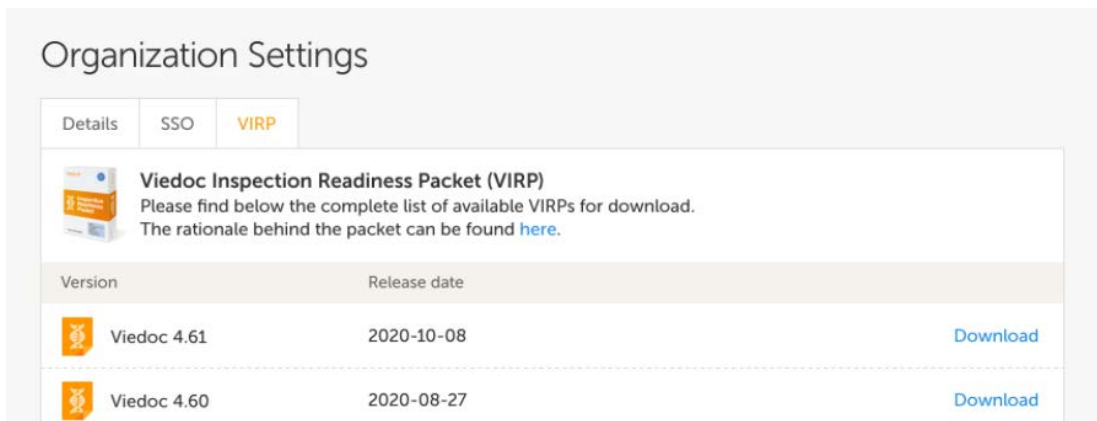 Organization Settings
Details SSO VIRP
Viedoc Inspection Readiness Packet (VIRP)
Please find below the complete list of available VIRPs for download.
The rationale behind the packet can be found here.
Version Release date
Viedoc 4.61 2020-10-08 Download
Viedoc 4.60 2020-08-27 Download